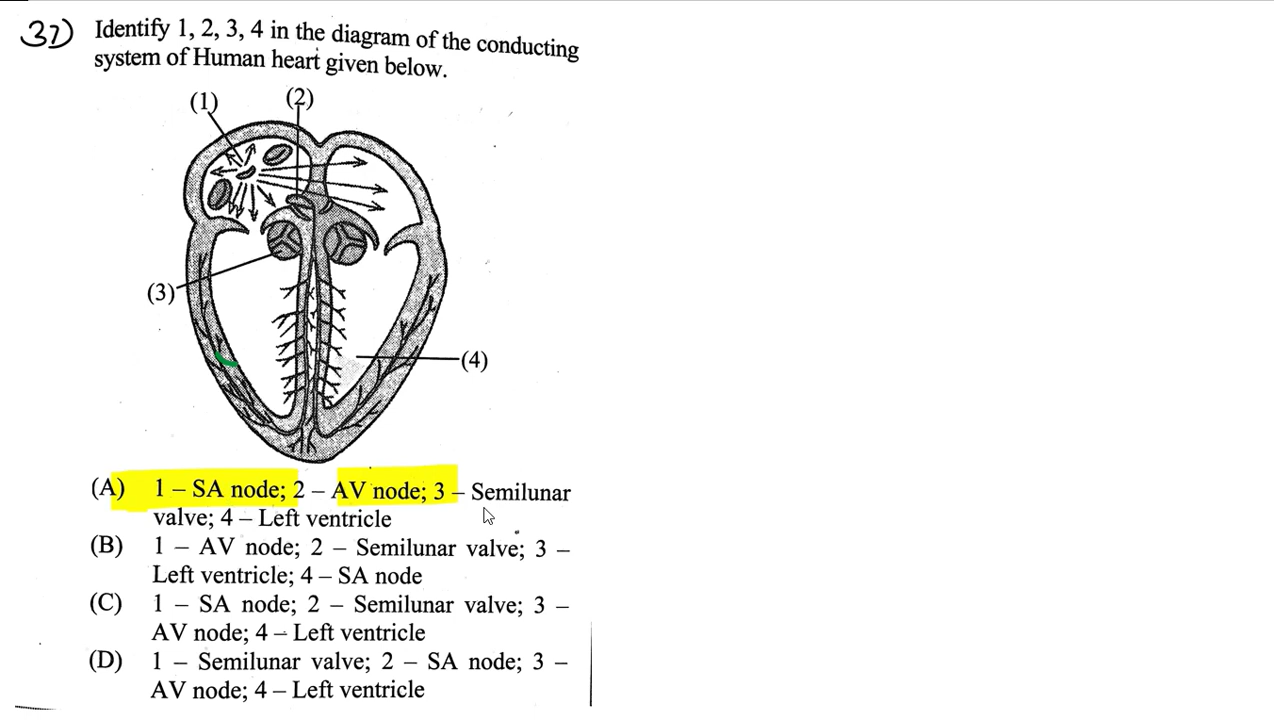 37) Identify 1, 2, 3, 4 in the diagram of the conducting
system of Human heart given below.
(1) (2)
(3)
(4)
(A) 1 – SA node; 2 – AV node; 3 – Semilunar
valve; 4 – Left ventricle
(B) 1 – AV node; 2 – Semilunar valve; 3 –
Left ventricle; 4 – SA node
(C) 1 – SA node; 2 – Semilunar valve; 3 –
AV node; 4 – Left ventricle
(D) 1 – Semilunar valve; 2 – SA node; 3 –
AV node; 4 – Left ventricle